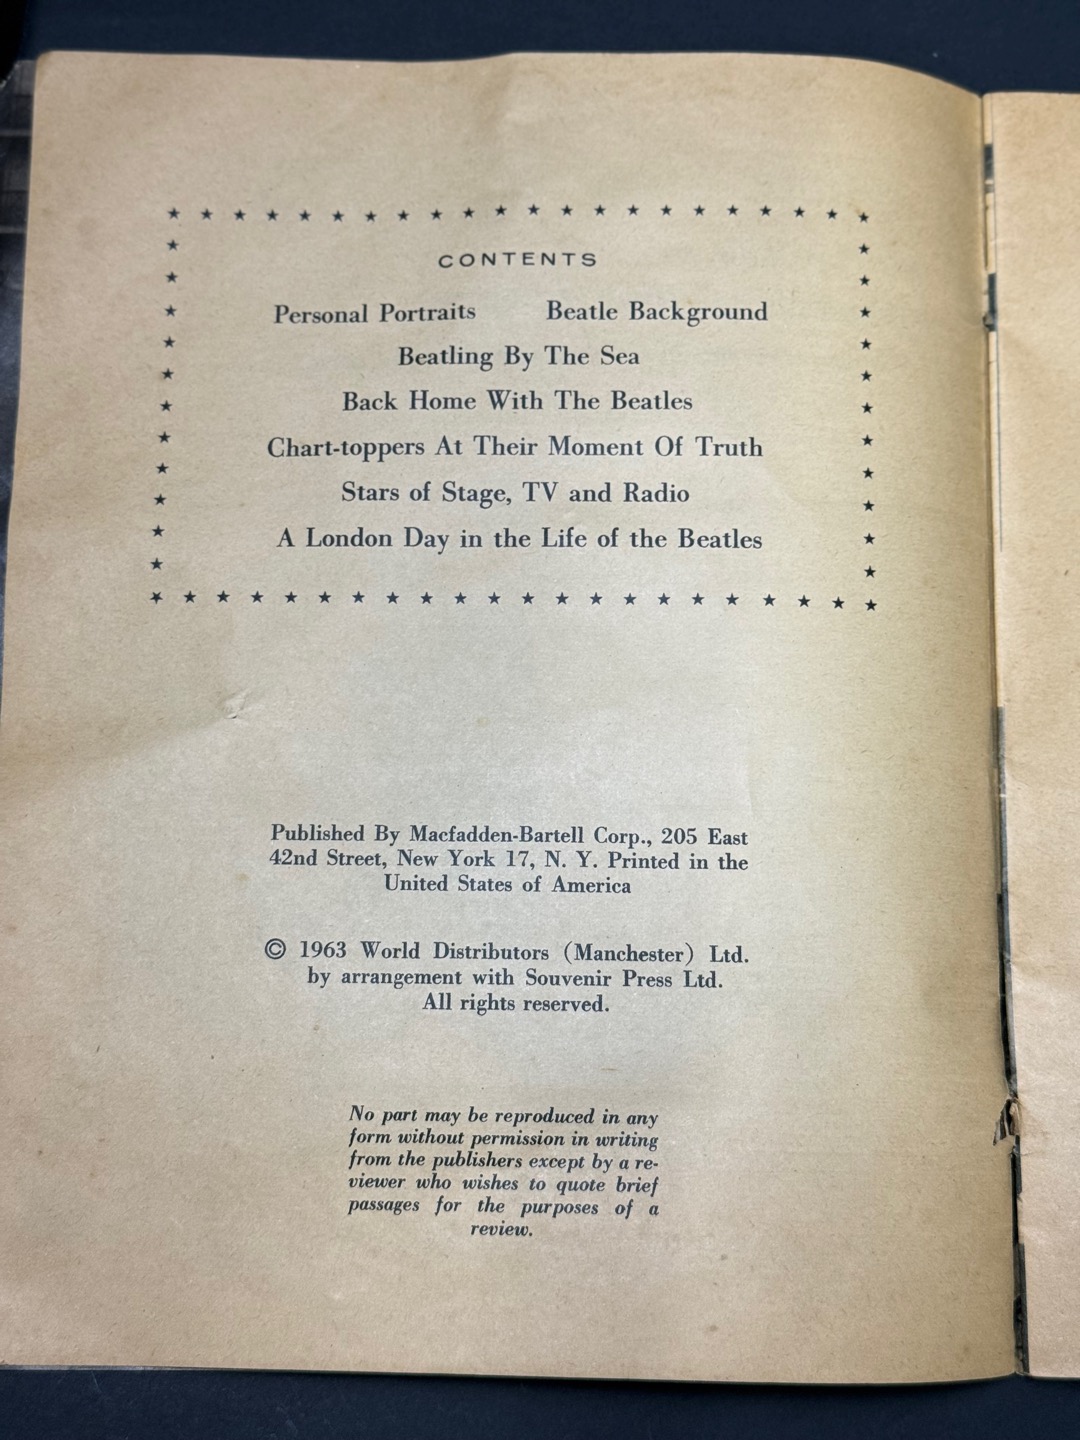 CONTENTS
Personal Portraits Beatle Background
Beatling By The Sea
Back Home With The Beatles
Chart-toppers At Their Moment Of Truth
Stars of Stage, TV and Radio
A London Day in the Life of the Beatles
Published By Macfadden-Bartell Corp., 205 East
42nd Street, New York 17, N. Y. Printed in the
United States of America
© 1963 World Distributors (Manchester) Ltd.
by arrangement with Souvenir Press Ltd.
All rights reserved.
No part may be reproduced in any
form without permission in writing
from the publishers except by a re-
viewer who wishes to quote brief
passages for the purposes of a
review.